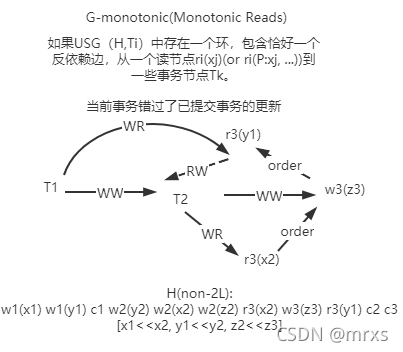 G-monotonic(Monotonic Reads)
如果USG (H,Ti）中存在一个环，包含恰好一个
反依赖边，从一个读节点ri(xj)(or ri(P:xj, ...))到
一些事务节点Tk。
当前事务错过了已提交事务的更新
WR
r3(y1)
RW
order
T1
WW
T2
WW
w3(z3)
WR
order
r3(x2)
H(non-2L):
w1(x1) w1(y1) c1 w2(y2) w2(x2) w2(z2) r3(x2) w3(z3) r3(y1) c2 c3
[x1<<x2, y1<<y2, z2<<z3]
CSDN @mrxs